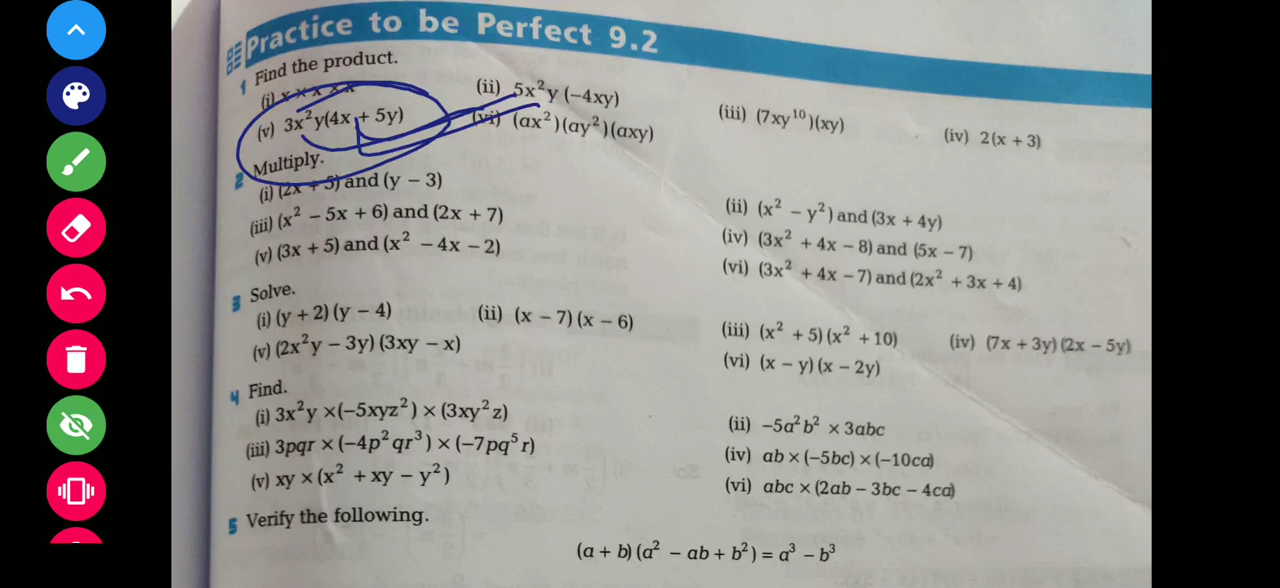 Practice to be Perfect 9.2
1 Find the product.
(i) x × x × x (ii) 5x²y (−4xy) (iii) (7xy¹⁰)(xy) (iv) 2(x + 3)
(v) 3x²y(4x + 5y) (vi) (ax²)(ay²)(axy)
2 Multiply.
(i) (2x + 5) and (y − 3) (ii) (x² − y²) and (3x + 4y)
(iii) (x² − 5x + 6) and (2x + 7) (iv) (3x² + 4x − 8) and (5x − 7)
(v) (3x + 5) and (x² − 4x − 2) (vi) (3x² + 4x − 7) and (2x² + 3x + 4)
3 Solve.
(i) (y + 2) (y − 4) (ii) (x − 7) (x − 6) (iii) (x² + 5) (x² + 10) (iv) (7x + 3y) (2x − 5y)
(v) (2x²y − 3y) (3xy − x) (vi) (x − y) (x − 2y)
4 Find.
(i) 3x²y ×(−5xyz²) × (3xy²z) (ii) −5a²b² × 3abc
(iii) 3pqr × (−4p²qr³) × (−7pq⁵r) (iv) ab × (−5bc) × (−10ca)
(v) xy × (x² + xy − y²) (vi) abc × (2ab − 3bc − 4ca)
5 Verify the following.
(a + b) (a² − ab + b²) = a³ − b³